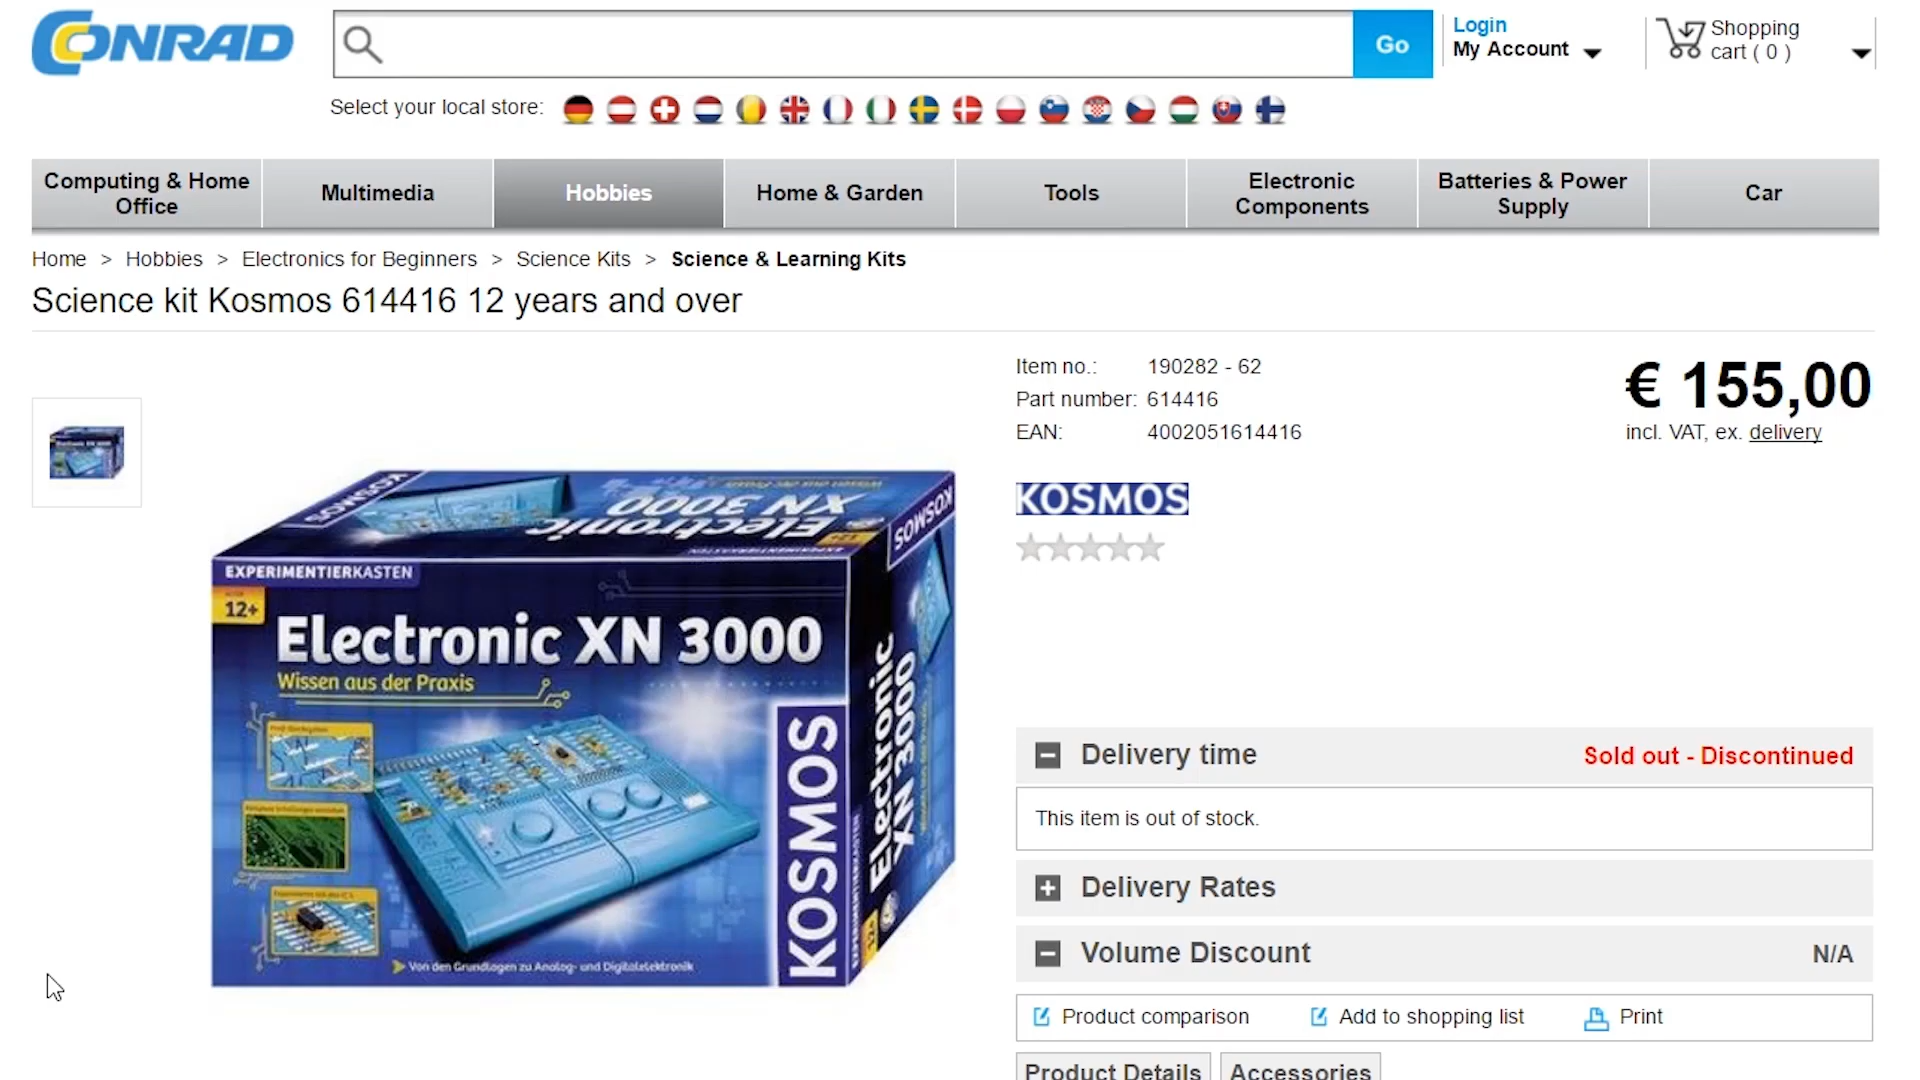 CONRAD
Go
Login
My Account
Shopping
cart ( 0 )
Select your local store:
Computing & Home
Office
Multimedia
Hobbies
Home & Garden
Tools
Electronic
Components
Batteries & Power
Supply
Car
Home > Hobbies > Electronics for Beginners > Science Kits > Science & Learning Kits
Science kit Kosmos 614416 12 years and over
Item no.: 190282 - 62
Part number: 614416
EAN: 4002051614416
€ 155,00
incl. VAT, ex. delivery
KOSMOS
KOSMOS
Electronic
XN 3000
KOSMOS
EXPERIMENTIERKASTEN
12+
Electronic XN 3000
Wissen aus der Praxis
KOSMOS
Electronic
XN 3000
12+
Von den Grundlagen zu Analog- und Digitalelektronik
Delivery time
Sold out - Discontinued
This item is out of stock.
Delivery Rates
Volume Discount
N/A
Product comparison
Add to shopping list
Print
Product Details
Accessories